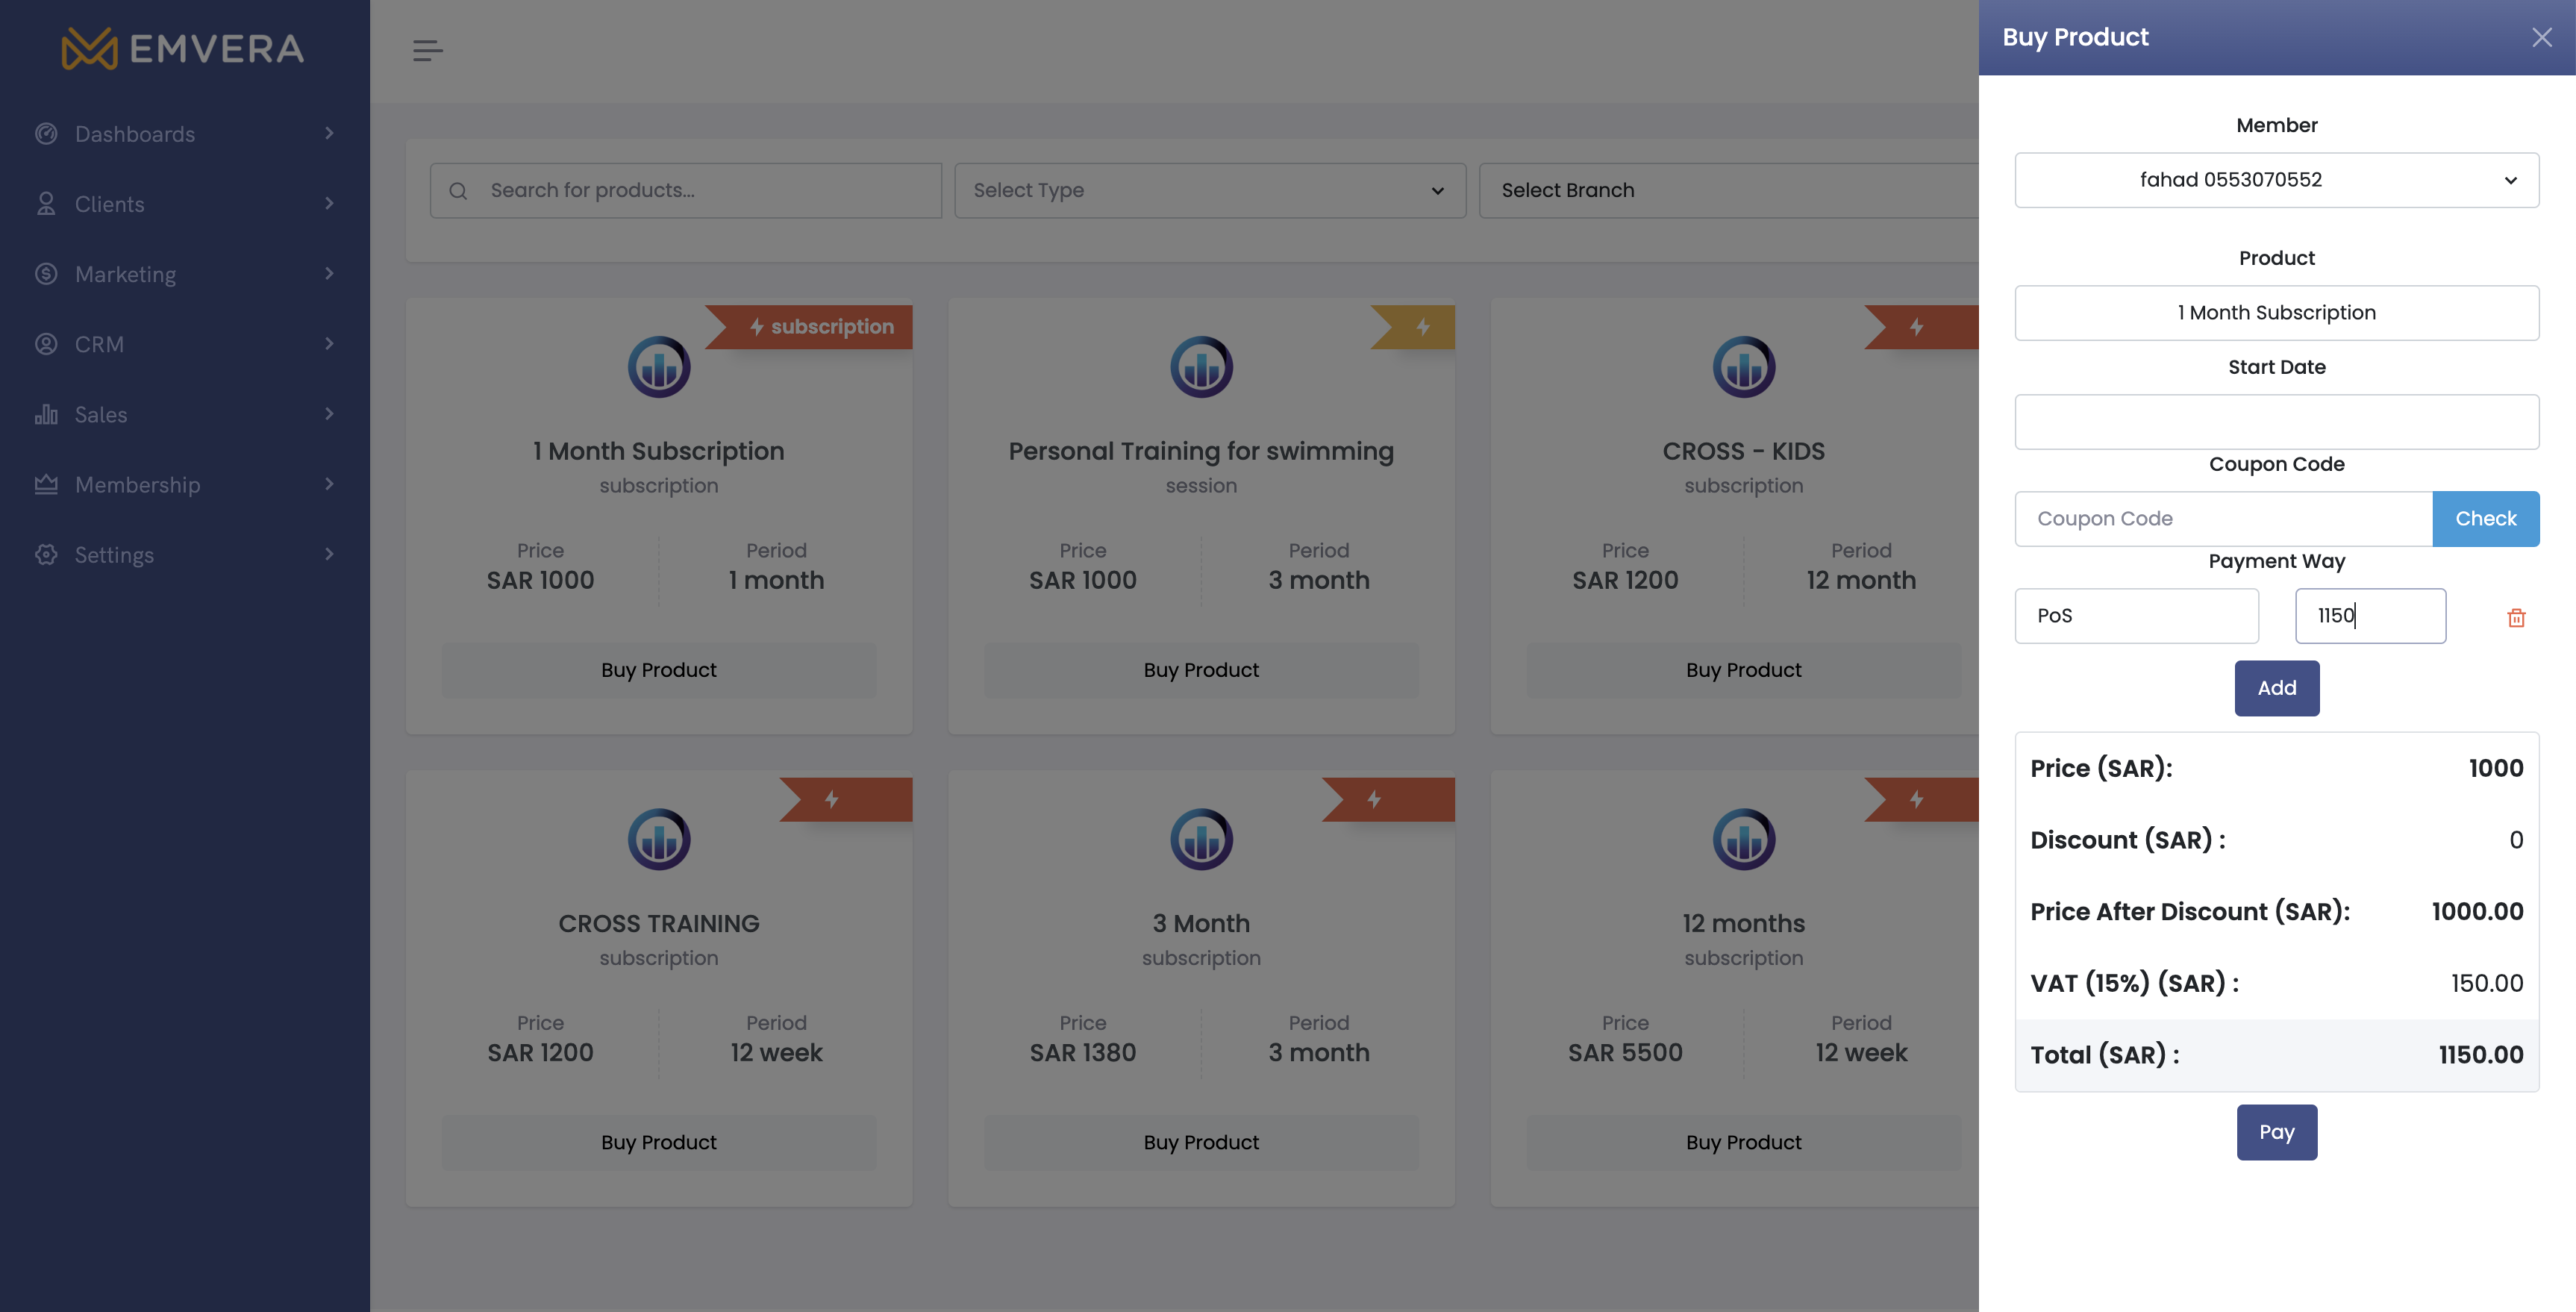 EMVERA
Dashboards
Clients
Marketing
CRM
Sales
Membership
Settings
Search for products...
Select Type
Select Branch
subscription
1 Month Subscription
subscription
Price
Period
SAR 1000
1 month
Buy Product
Personal Training for swimming
session
Price
Period
SAR 1000
3 month
Buy Product
CROSS - KIDS
subscription
Price
Period
SAR 1200
12 month
Buy Product
CROSS TRAINING
subscription
Price
Period
SAR 1200
12 week
Buy Product
3 Month
subscription
Price
Period
SAR 1380
3 month
Buy Product
12 months
subscription
Price
Period
SAR 5500
12 week
Buy Product
Buy Product
Member
fahad 0553070552
Product
1 Month Subscription
Start Date
Coupon Code
Coupon Code
Check
Payment Way
PoS
1150
Add
Price (SAR): 1000
Discount (SAR) : 0
Price After Discount (SAR): 1000.00
VAT (15%) (SAR) : 150.00
Total (SAR) : 1150.00
Pay